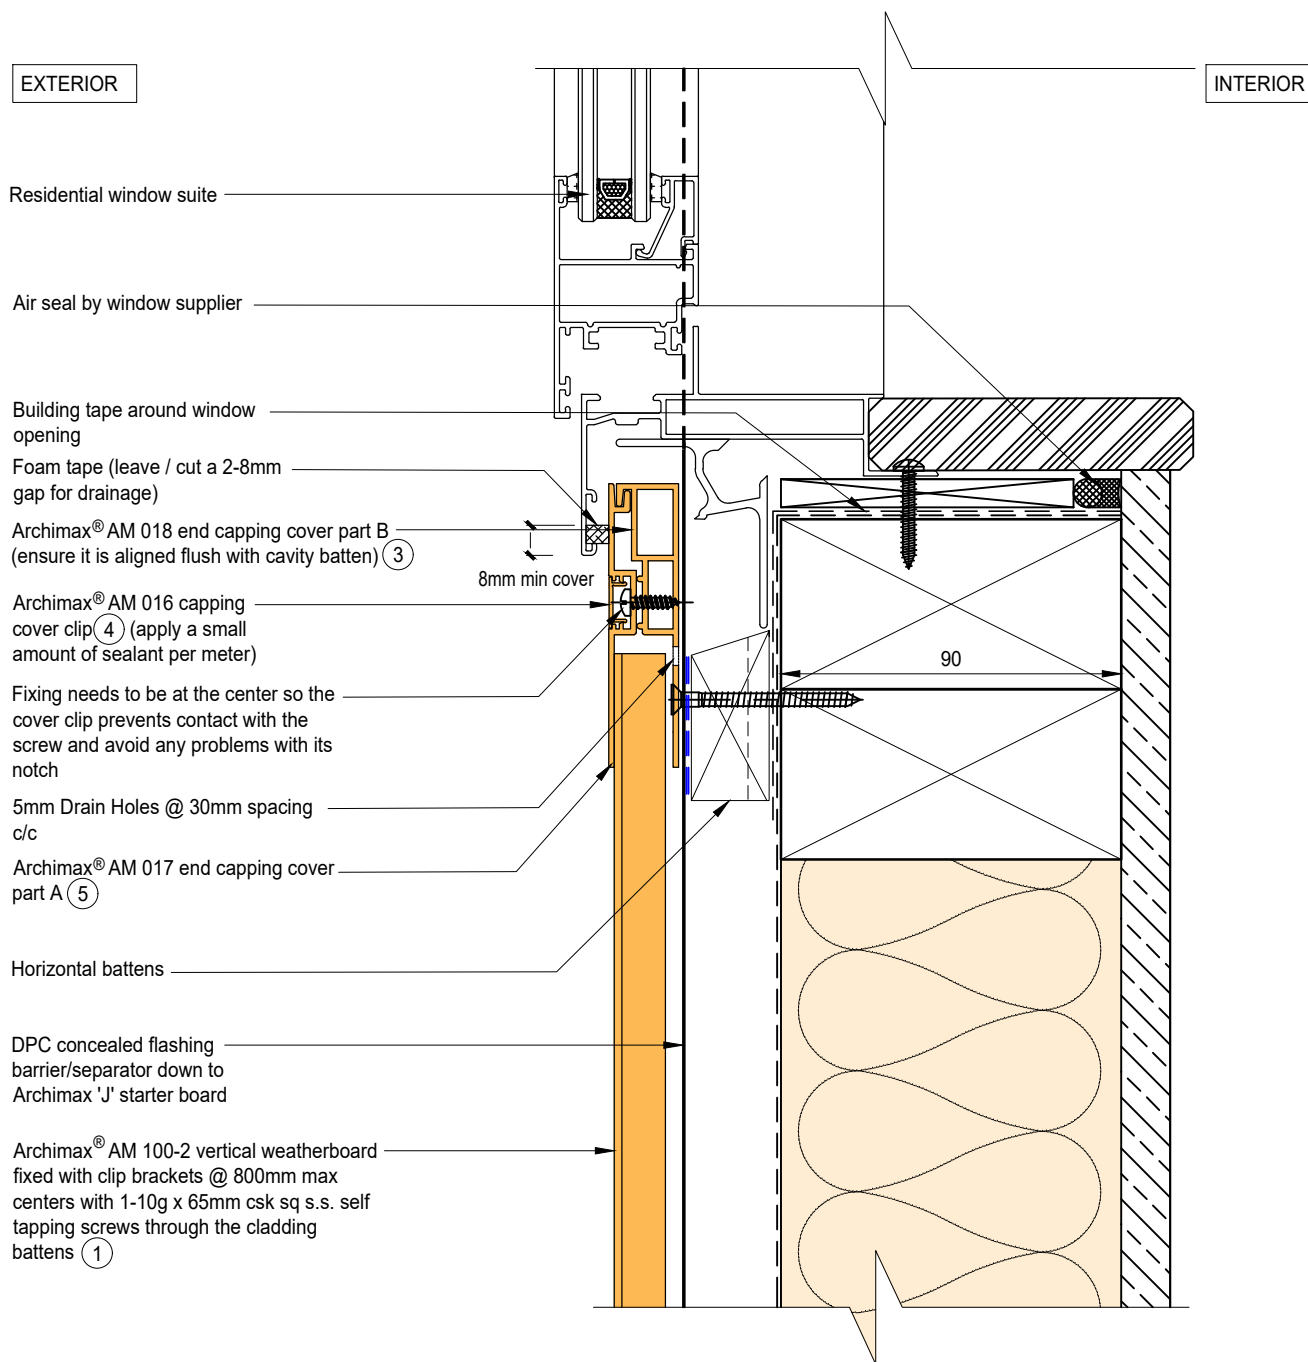 EXTERIOR
INTERIOR
Residential window suite
Air seal by window supplier
Building tape around window
opening
Foam tape (leave / cut a 2-8mm
gap for drainage)
Archimax® AM 018 end capping cover part B
(ensure it is aligned flush with cavity batten) 3
8mm min cover
Archimax® AM 016 capping
cover clip 4 (apply a small
amount of sealant per meter)
90
Fixing needs to be at the center so the
cover clip prevents contact with the
screw and avoid any problems with its
notch
5mm Drain Holes @ 30mm spacing
c/c
Archimax® AM 017 end capping cover
part A 5
Horizontal battens
DPC concealed flashing
barrier/separator down to
Archimax 'J' starter board
Archimax® AM 100-2 vertical weatherboard
fixed with clip brackets @ 800mm max
centers with 1-10g x 65mm csk sq s.s. self
tapping screws through the cladding
battens 1